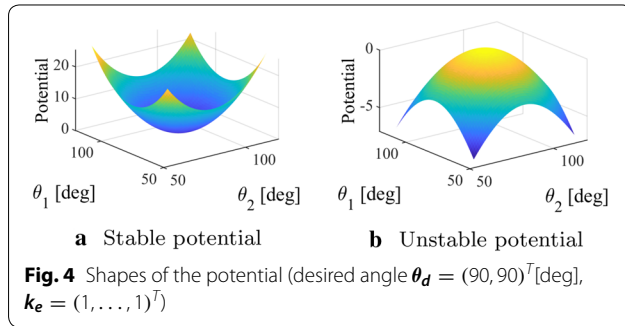 20
10
0
Potential
100
50
50
100
θ₁ [deg]
θ₂ [deg]
a Stable potential
0
-5
Potential
100
50
50
100
θ₁ [deg]
θ₂ [deg]
b Unstable potential
Fig. 4 Shapes of the potential (desired angle θ_d = (90, 90)^T[deg],
k_e = (1, . . . , 1)^T)